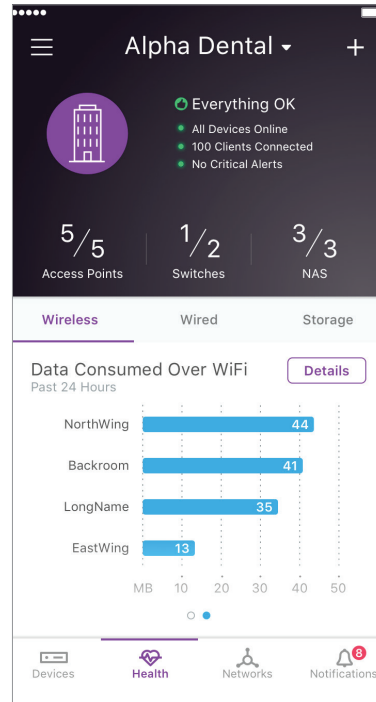 Alpha Dental
Everything OK
All Devices Online
100 Clients Connected
No Critical Alerts
5/5
1/2
3/3
Access Points
Switches
NAS
Wireless
Wired
Storage
Data Consumed Over WiFi
Details
Past 24 Hours
NorthWing
44
Backroom
41
LongName
35
EastWing
13
MB 10 20 30 40 50
8
Devices
Health
Networks
Notifications